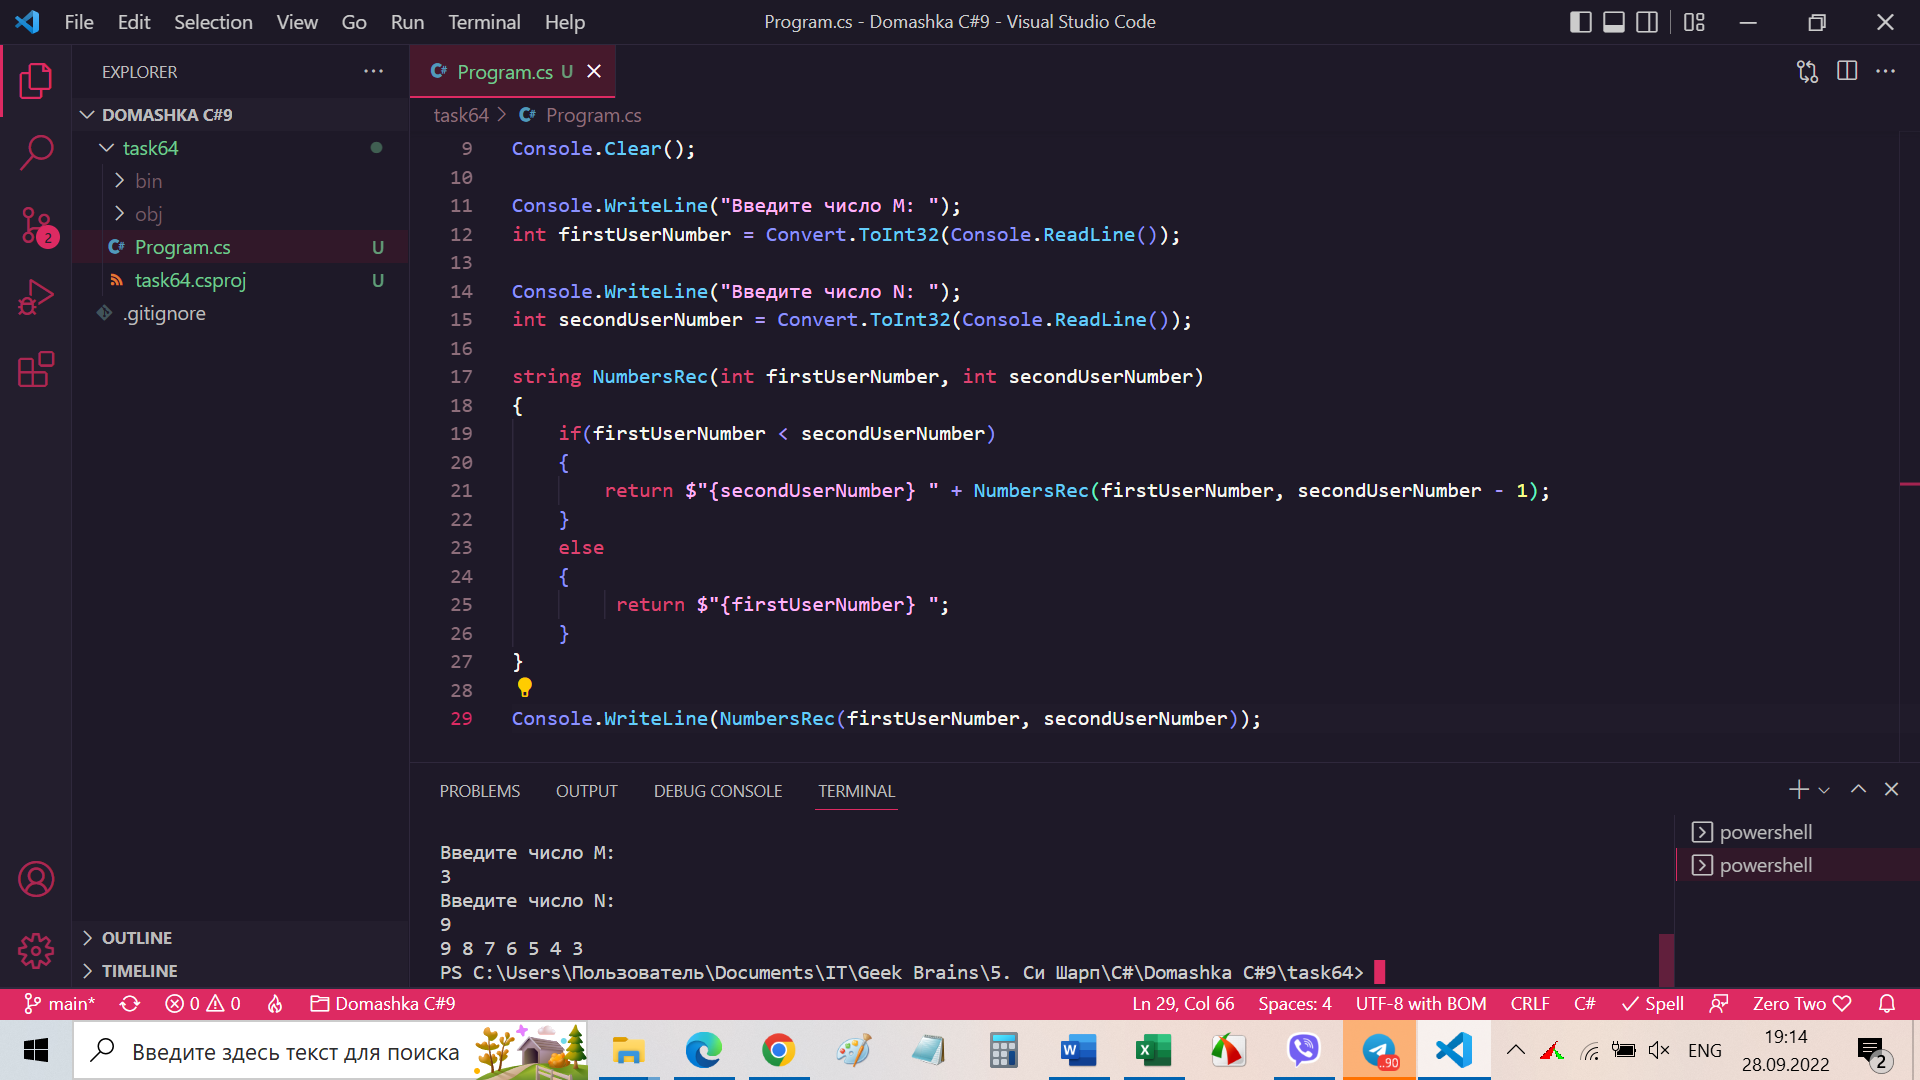 File Edit Selection View Go Run Terminal Help
Program.cs - Domashka C#9 - Visual Studio Code
EXPLORER
DOMASHKA C#9
task64
bin
obj
Program.cs U
task64.csproj U
.gitignore
OUTLINE
TIMELINE
Program.cs U
task64 > Program.cs
9 Console.Clear();
10
11 Console.WriteLine("Введите число M: ");
12 int firstUserNumber = Convert.ToInt32(Console.ReadLine());
13
14 Console.WriteLine("Введите число N: ");
15 int secondUserNumber = Convert.ToInt32(Console.ReadLine());
16
17 string NumbersRec(int firstUserNumber, int secondUserNumber)
18 {
19 if(firstUserNumber < secondUserNumber)
20 {
21 return $"{secondUserNumber} " + NumbersRec(firstUserNumber, secondUserNumber - 1);
22 }
23 else
24 {
25 return $"{firstUserNumber} ";
26 }
27 }
28
29 Console.WriteLine(NumbersRec(firstUserNumber, secondUserNumber));
PROBLEMS OUTPUT DEBUG CONSOLE TERMINAL
Введите число M:
3
Введите число N:
9
9 8 7 6 5 4 3
PS C:\Users\Пользователь\Documents\IT\Geek Brains\5. Си Шарп\C#\Domashka C#9\task64>
powershell
powershell
2
main* 0 0 Domashka C#9
Ln 29, Col 66 Spaces: 4 UTF-8 with BOM CRLF C# Spell Zero Two
Введите здесь текст для поиска
..90
ENG
19:14
28.09.2022
2